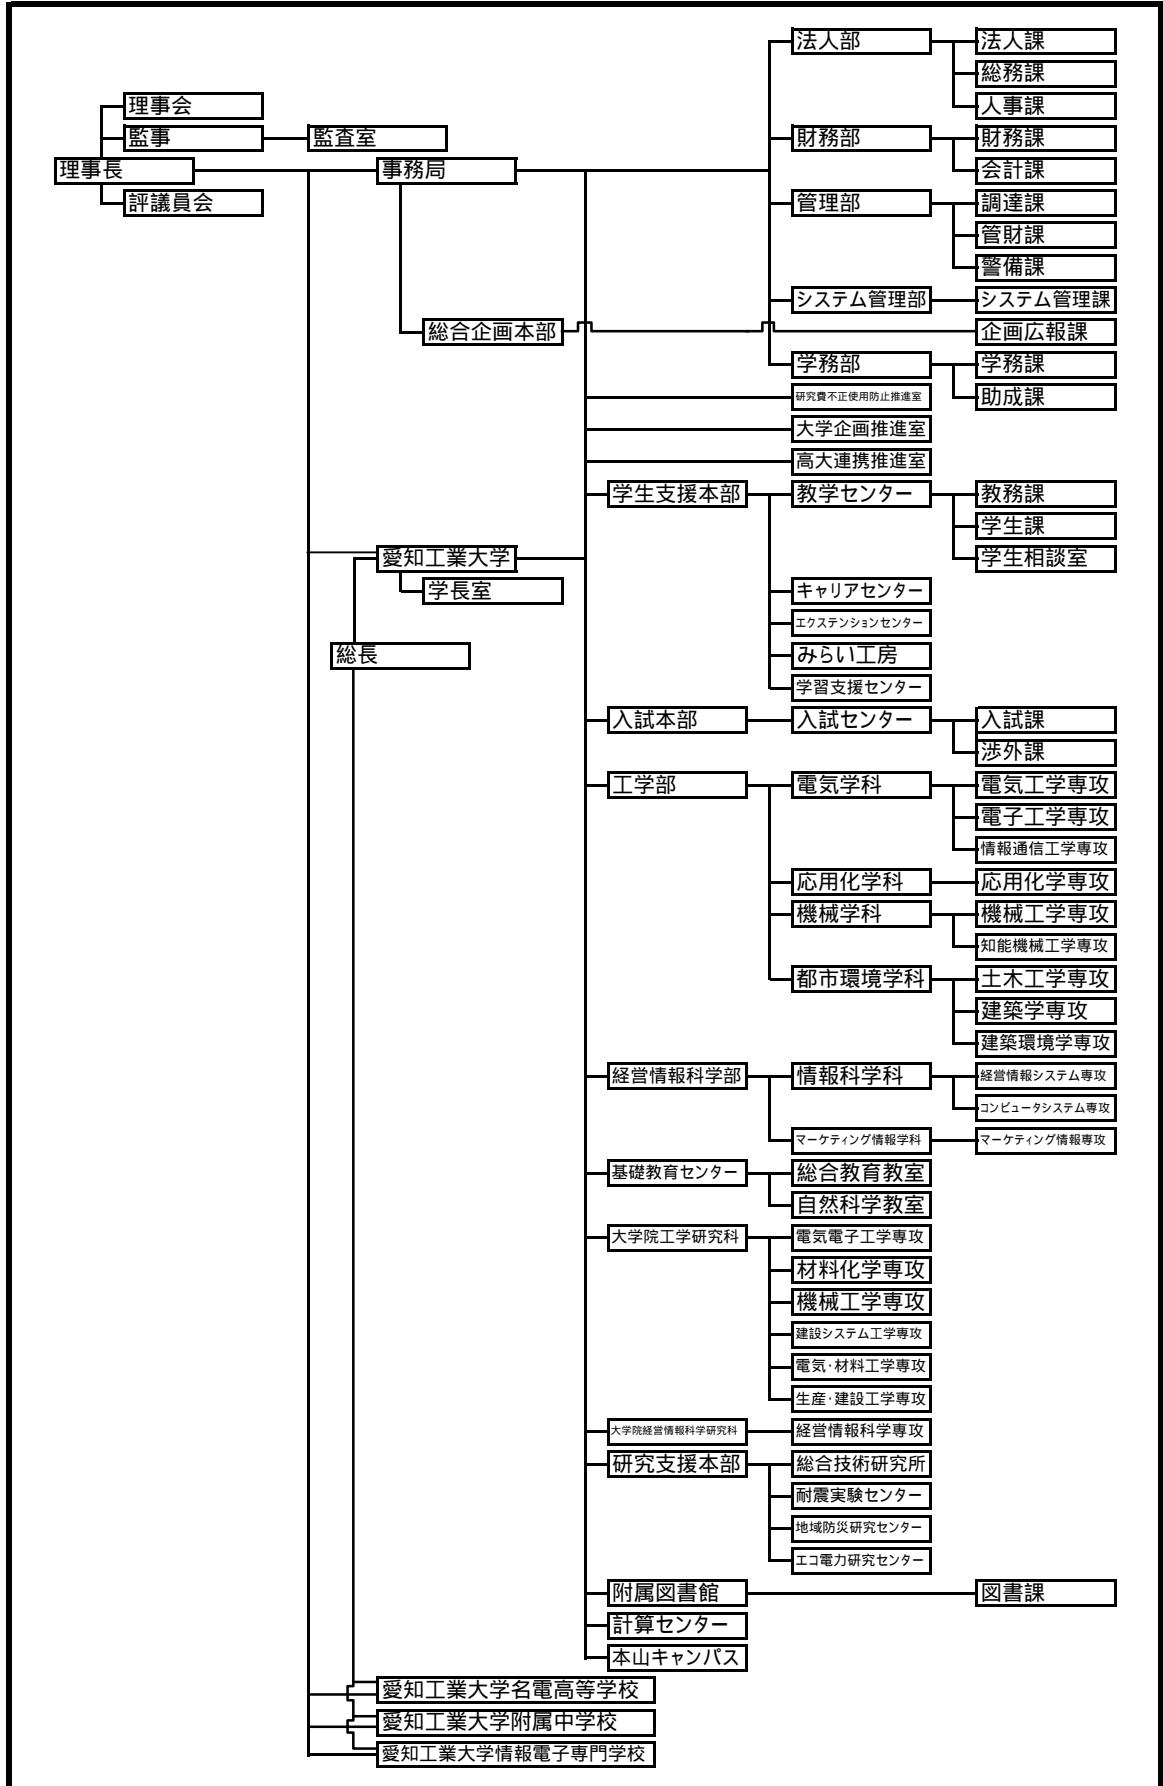 法人部
法人課
総務課
理事会
人事課
監事
監査室
財務部
財務課
理事長
事務局
会計課
評議員会
管理部
調達課
管財課
警備課
システム管理部
システム管理課
総合企画本部
企画広報課
学務部
学務課
研究費不正使用防止推進室
助成課
大学企画推進室
高大連携推進室
学生支援本部
教学センター
教務課
学生課
愛知工業大学
学生相談室
学長室
キャリアセンター
エクステンションセンター
総長
みらい工房
学習支援センター
入試本部
入試センター
入試課
渉外課
工学部
電気学科
電気工学専攻
電子工学専攻
情報通信工学専攻
応用化学科
応用化学専攻
機械学科
機械工学専攻
知能機械工学専攻
都市環境学科
土木工学専攻
建築学専攻
建築環境学専攻
経営情報科学部
情報科学科
経営情報システム専攻
コンピュータシステム専攻
マーケティング情報学科
マーケティング情報専攻
基礎教育センター
総合教育教室
自然科学教室
大学院工学研究科
電気電子工学専攻
材料化学専攻
機械工学専攻
建設システム工学専攻
電気・材料工学専攻
生産・建設工学専攻
大学院経営情報科学研究科
経営情報科学専攻
研究支援本部
総合技術研究所
耐震実験センター
地域防災研究センター
エコ電力研究センター
附属図書館
図書課
計算センター
本山キャンパス
愛知工業大学名電高等学校
愛知工業大学附属中学校
愛知工業大学情報電子専門学校